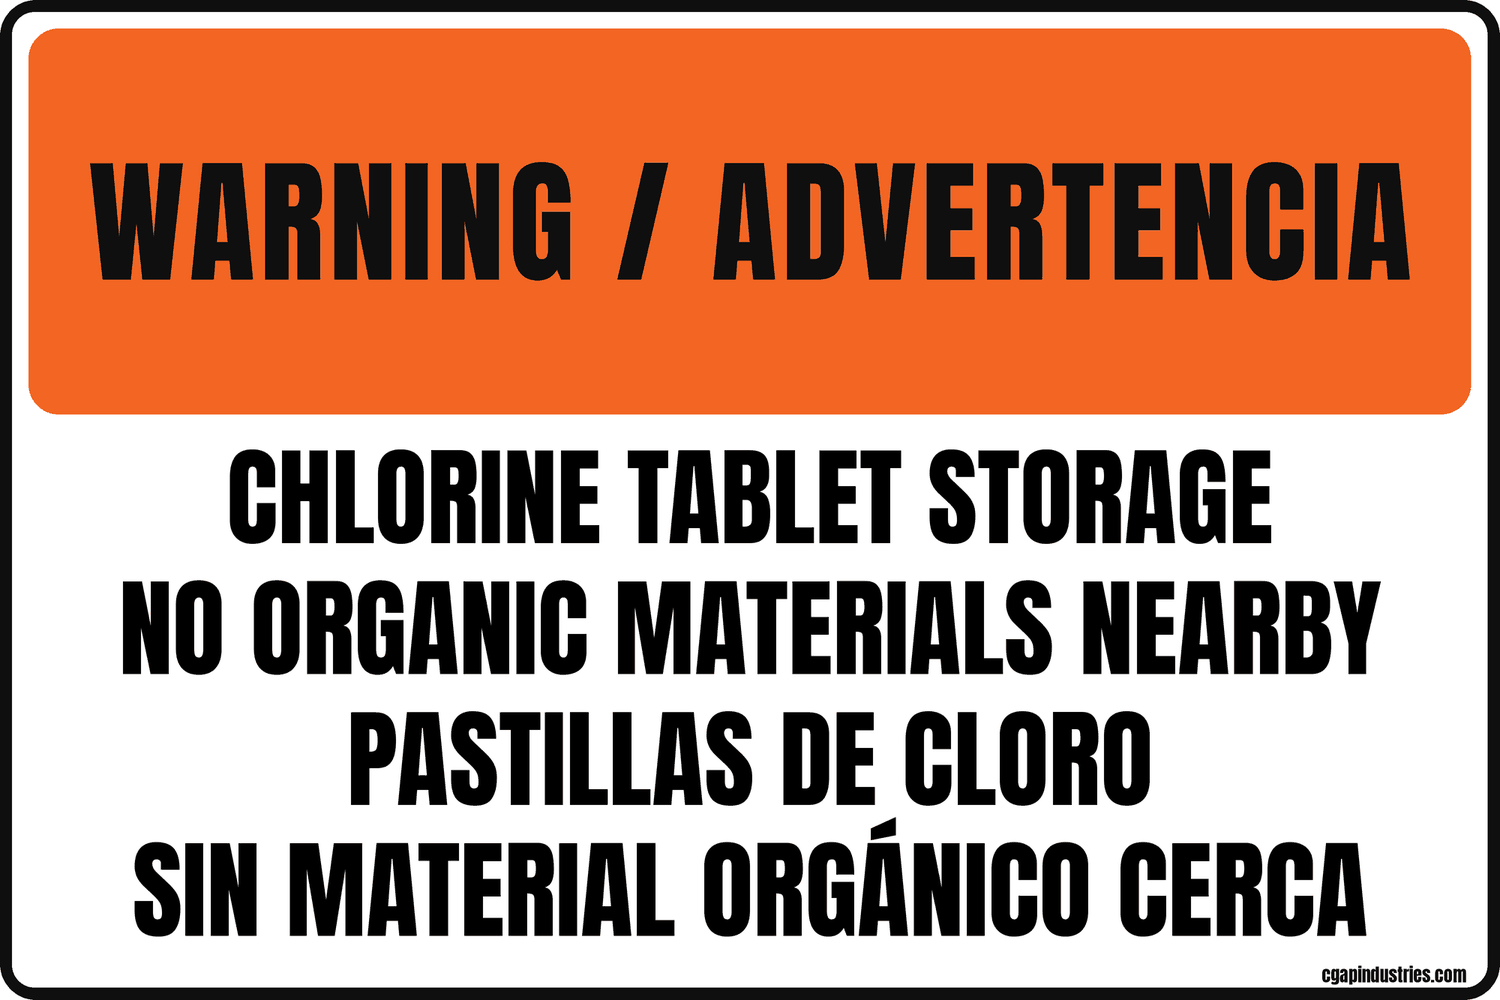 WARNING / ADVERTENCIA
CHLORINE TABLET STORAGE
NO ORGANIC MATERIALS NEARBY
PASTILLAS DE CLORO
SIN MATERIAL ORGÁNICO CERCA
cgapindustries.com